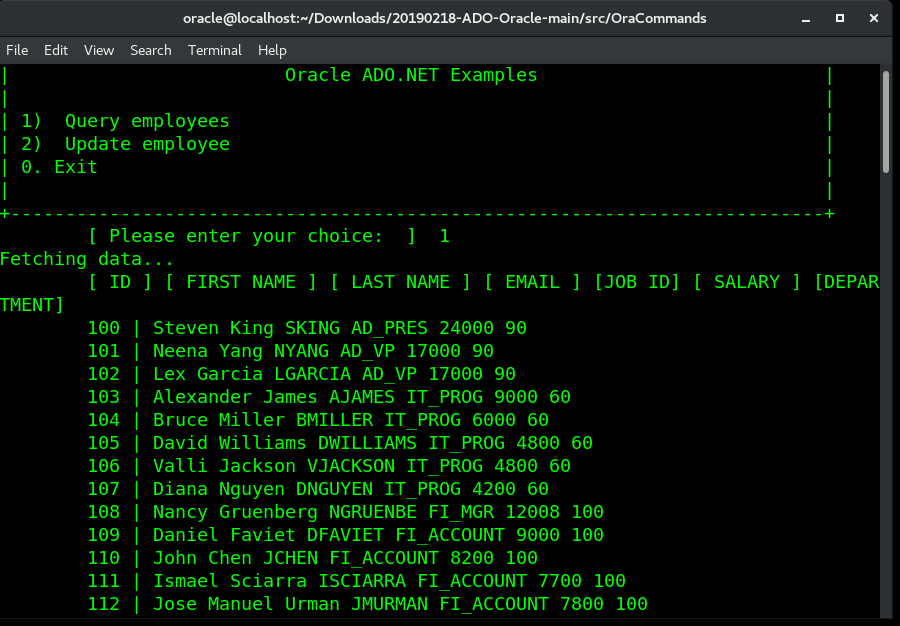 oracle@localhost:~/Downloads/20190218-ADO-Oracle-main/src/OraCommands
File Edit View Search Terminal Help
| Oracle ADO.NET Examples |
| |
| 1) Query employees |
| 2) Update employee |
| 0. Exit |
| |
+--------------------------------------------------------------------------+
[ Please enter your choice: ] 1
Fetching data...
[ ID ] [ FIRST NAME ] [ LAST NAME ] [ EMAIL ] [JOB ID] [ SALARY ] [DEPAR
TMENT]
100 | Steven King SKING AD_PRES 24000 90
101 | Neena Yang NYANG AD_VP 17000 90
102 | Lex Garcia LGARCIA AD_VP 17000 90
103 | Alexander James AJAMES IT_PROG 9000 60
104 | Bruce Miller BMILLER IT_PROG 6000 60
105 | David Williams DWILLIAMS IT_PROG 4800 60
106 | Valli Jackson VJACKSON IT_PROG 4800 60
107 | Diana Nguyen DNGUYEN IT_PROG 4200 60
108 | Nancy Gruenberg NGRUENBE FI_MGR 12008 100
109 | Daniel Faviet DFAVIET FI_ACCOUNT 9000 100
110 | John Chen JCHEN FI_ACCOUNT 8200 100
111 | Ismael Sciarra ISCIARRA FI_ACCOUNT 7700 100
112 | Jose Manuel Urman JMURMAN FI_ACCOUNT 7800 100